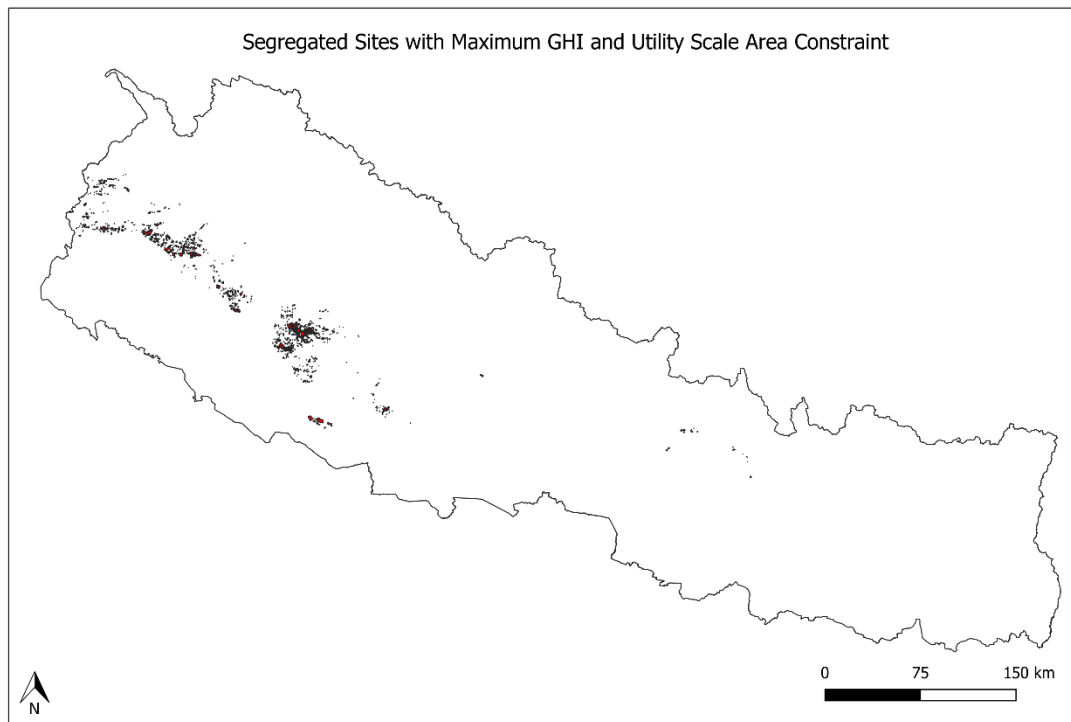 Segregated Sites with Maximum GHI and Utility Scale Area Constraint
N
0 75 150 km